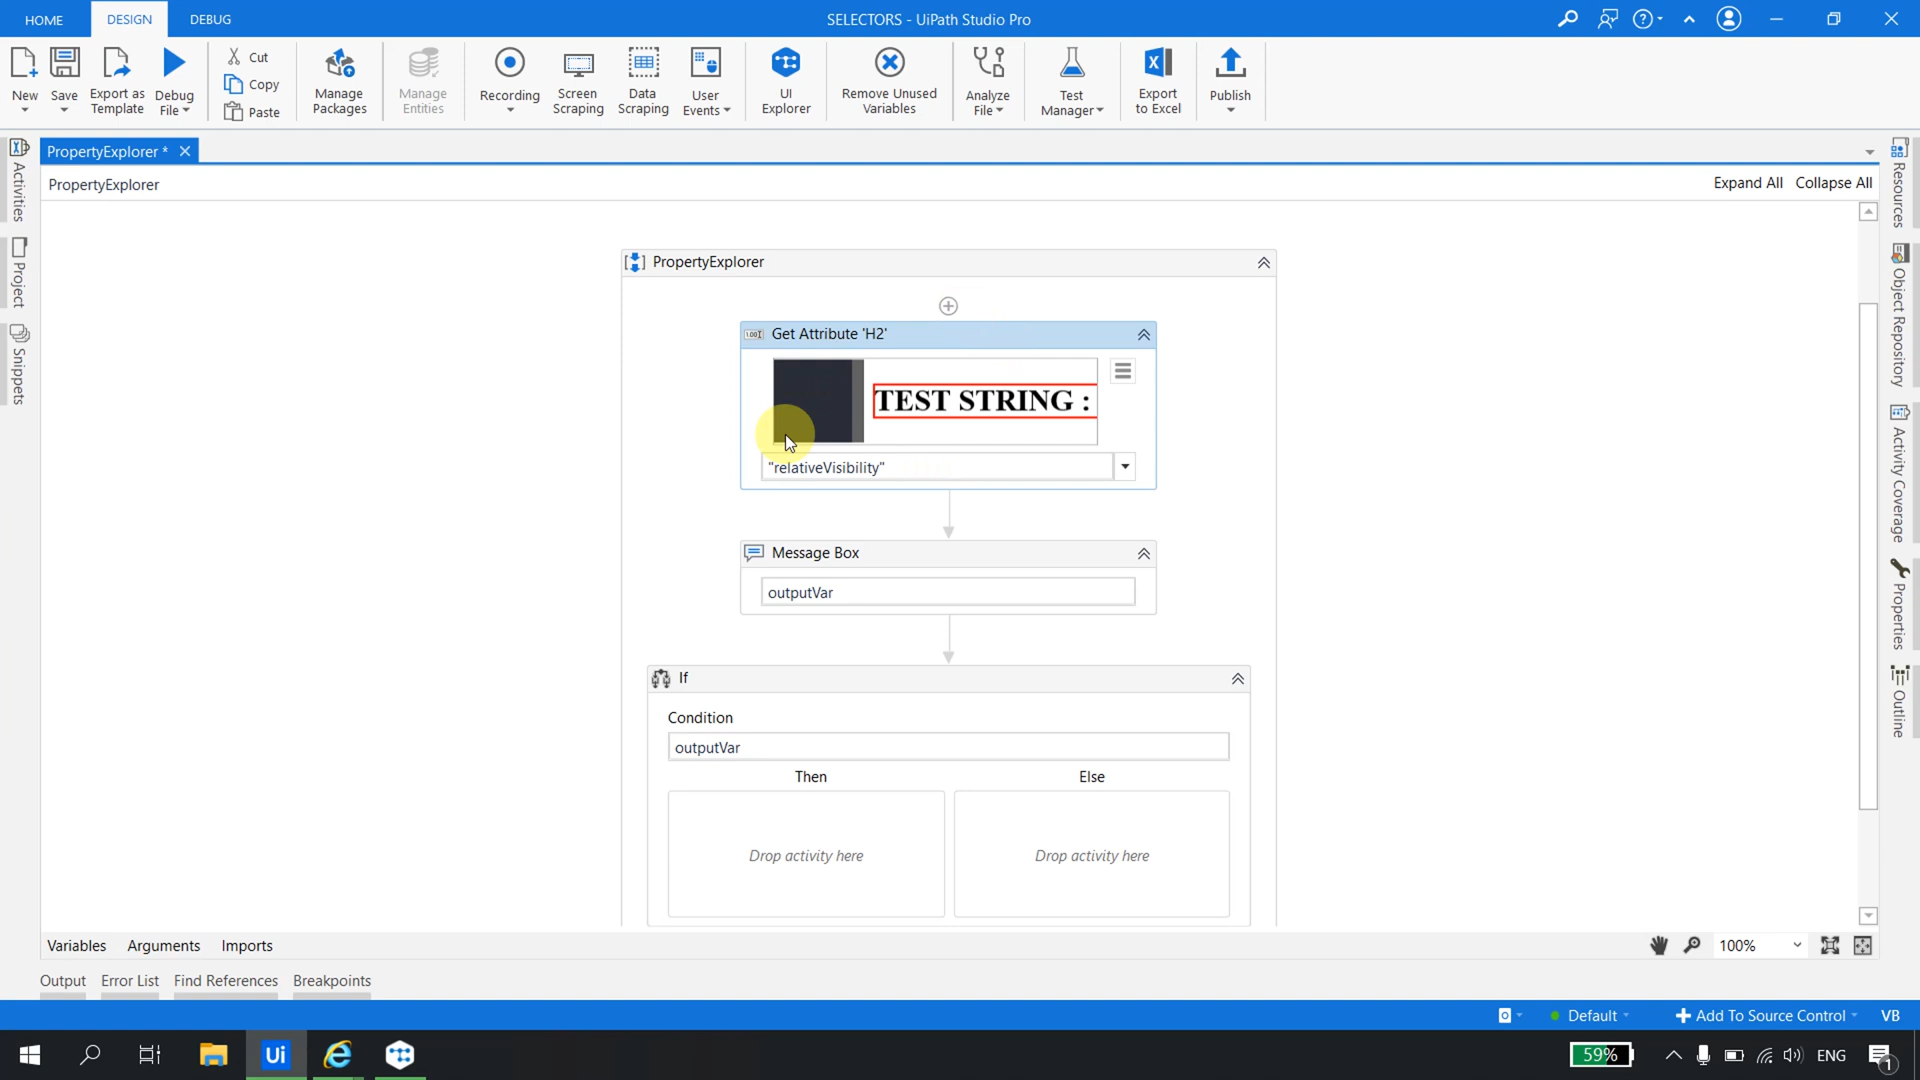 HOME
DESIGN
DEBUG
SELECTORS - UiPath Studio Pro
New
Save
Export as
Template
Debug
File
Cut
Copy
Paste
Manage
Packages
Manage
Entities
Recording
Screen
Scraping
Data
Scraping
User
Events
UI
Explorer
Remove Unused
Variables
Analyze
File
Test
Manager
Export
to Excel
Publish
PropertyExplorer *
PropertyExplorer
Expand All
Collapse All
Activities
Project
Snippets
Resources
Object Repository
Activity Coverage
Properties
Outline
PropertyExplorer
Get Attribute 'H2'
TEST STRING :
"relativeVisibility"
Message Box
outputVar
If
Condition
outputVar
Then
Else
Drop activity here
Drop activity here
Variables
Arguments
Imports
100%
Output
Error List
Find References
Breakpoints
Default
Add To Source Control
VB
Ui
59%
ENG
1